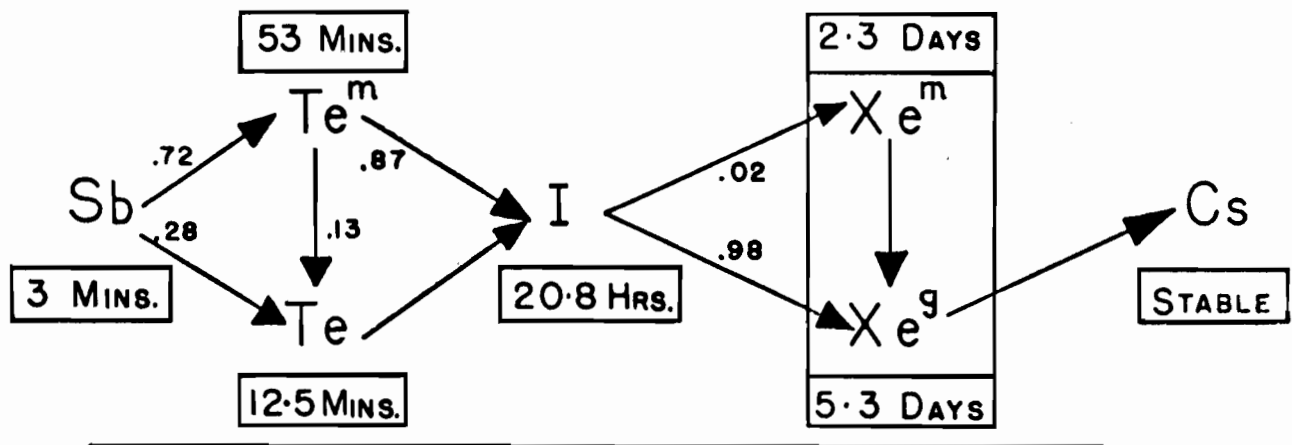 53 MINS.
2·3 DAYS
Te^m
Xe^m
.72
.87
.02
Sb
I
Cs
.28
.13
.98
3 MINS.
20·8 HRS.
STABLE
Te
Xe^g
12·5 MINS.
5·3 DAYS